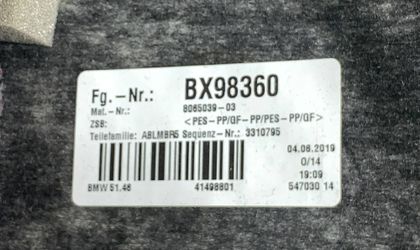 Fg.-Nr.: BX98360
Mat.-Nr.: 8065039-03
ZSB: <PES-PP/GF-PP/PES-PP/GF>
Teilefamilie: ABLMBR5 Sequenz-Nr.: 3310795
04.06.2019
0/14
19:09
BMW 51.46 41498801 547030 14